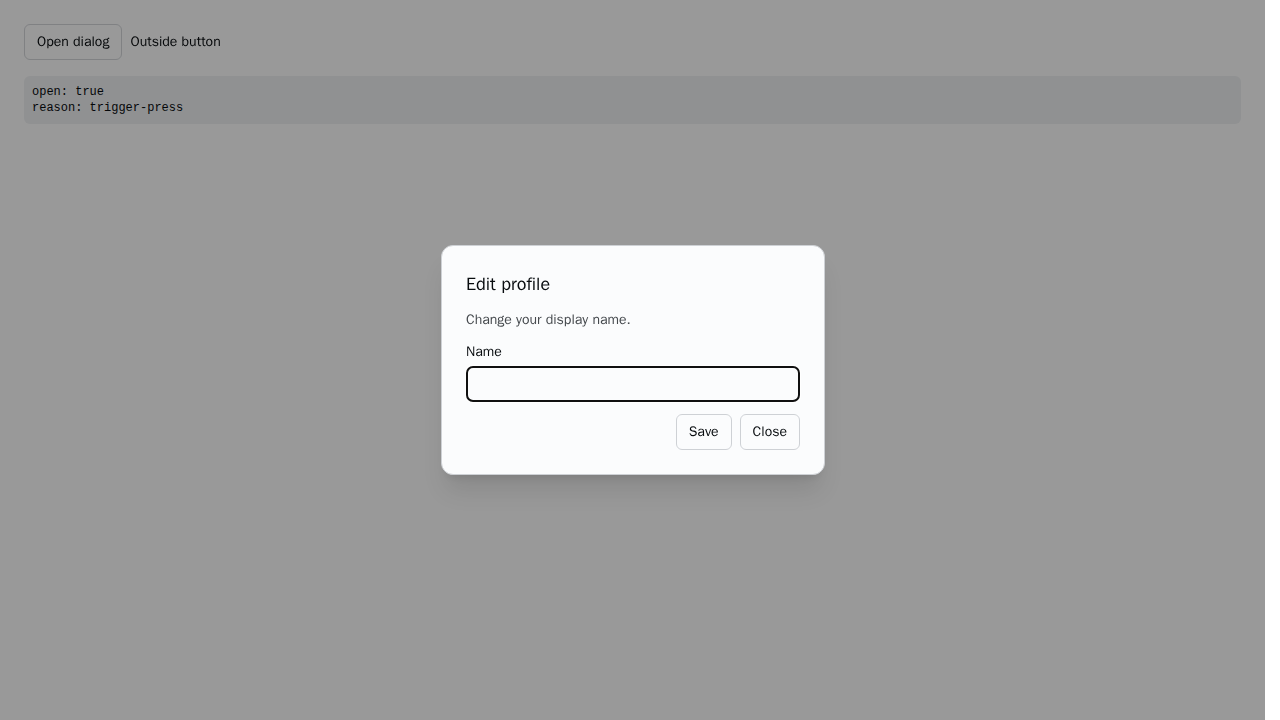 Open dialog Outside button
open: true
reason: trigger-press
Edit profile
Change your display name.
Name
Save Close